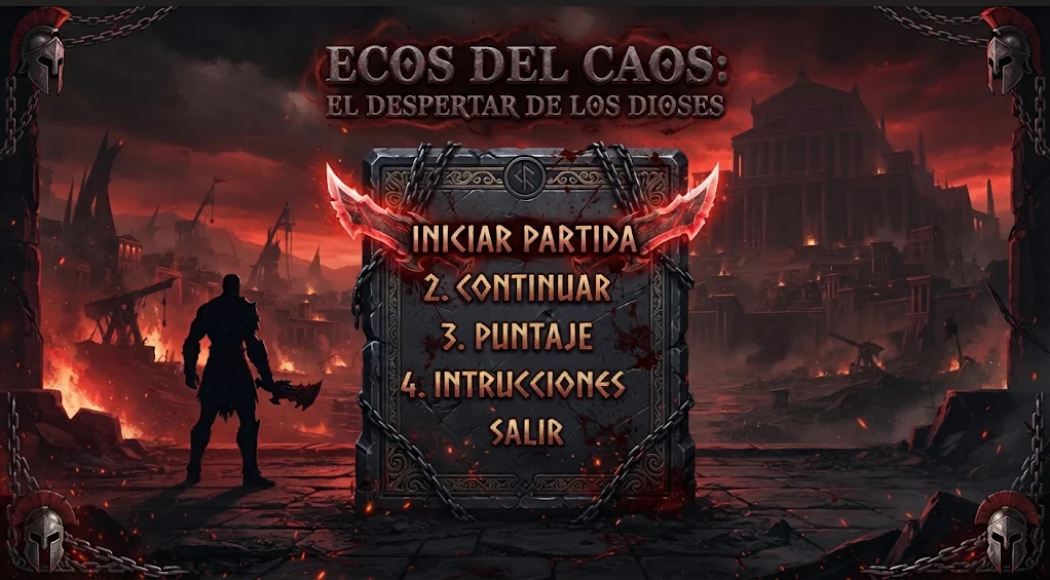 ECOS DEL CAOS:
EL DESPERTAR DE LOS DIOSES
INICIAR PARTIDA
2. CONTINUAR
3. PUNTAJE
4. INTRUCCIONES
SALIR